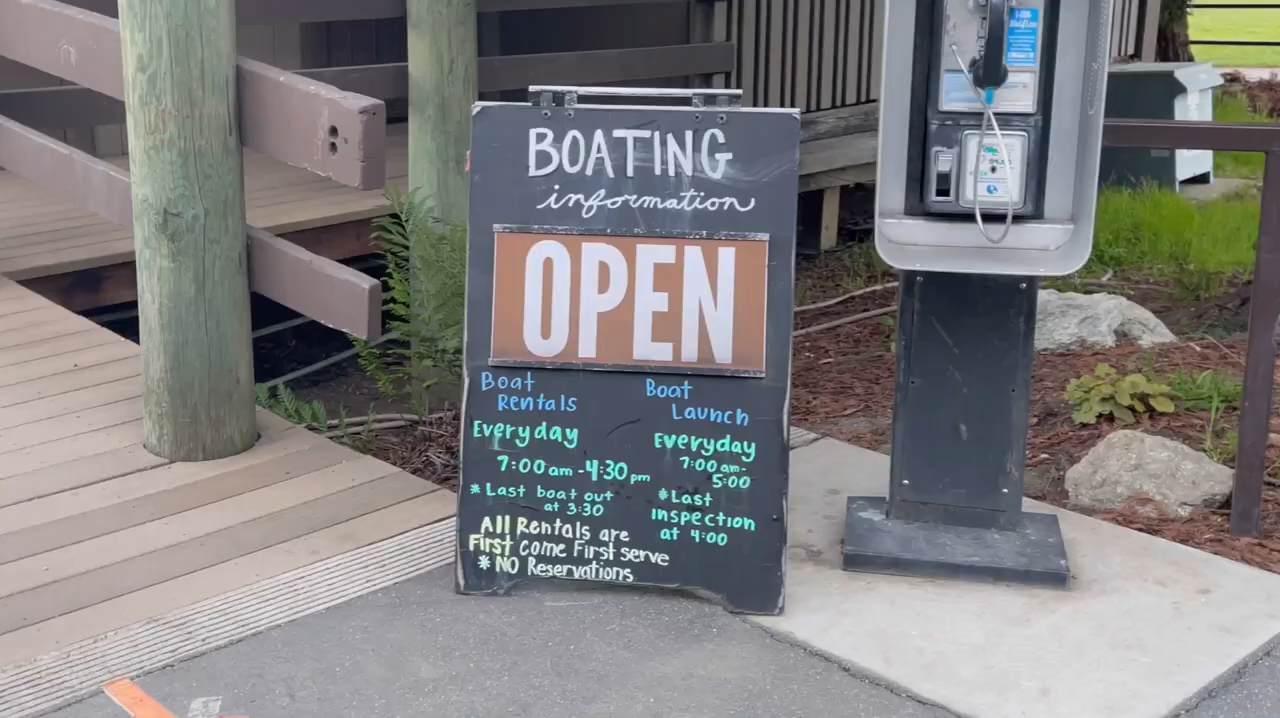 BOATING
information
OPEN
Boat
Rentals
Everyday
7:00am-4:30pm
* Last boat out
at 3:30
Boat
Launch
Everyday
7:00am-
5:00
*Last
inspection
at 4:00
All Rentals are
First come First serve
* NO Reservations